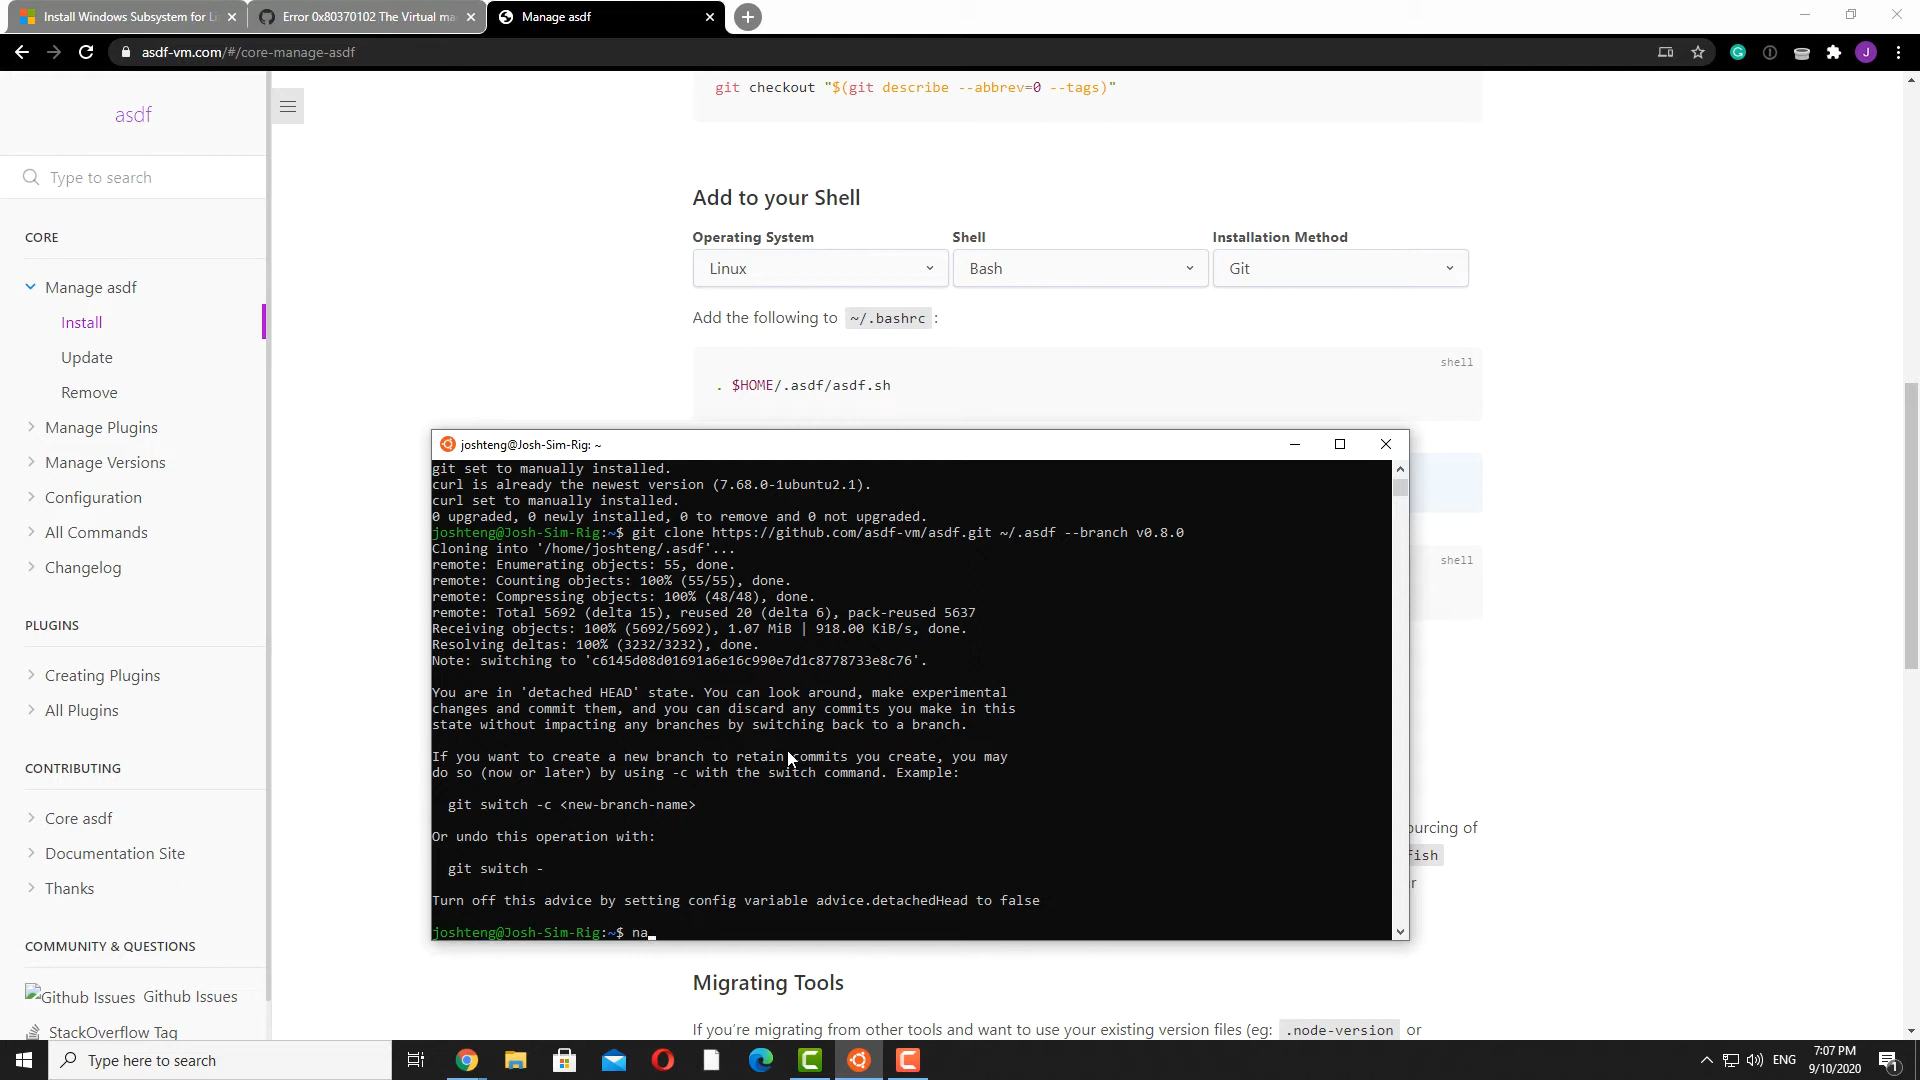 Install Windows Subsystem for Li
Error 0x80370102 The Virtual ma
Manage asdf
asdf-vm.com/#/core-manage-asdf
J
asdf
Type to search
CORE
Manage asdf
Install
Update
Remove
Manage Plugins
Manage Versions
Configuration
All Commands
Changelog
PLUGINS
Creating Plugins
All Plugins
CONTRIBUTING
Core asdf
Documentation Site
Thanks
COMMUNITY & QUESTIONS
Github Issues Github Issues
StackOverflow Tag
git checkout "$(git describe --abbrev=0 --tags)"
Add to your Shell
Operating System Shell Installation Method
Linux Bash Git
Add the following to ~/.bashrc :
shell
. $HOME/.asdf/asdf.sh
shell
joshteng@Josh-Sim-Rig: ~
git set to manually installed.
curl is already the newest version (7.68.0-1ubuntu2.1).
curl set to manually installed.
0 upgraded, 0 newly installed, 0 to remove and 0 not upgraded.
joshteng@Josh-Sim-Rig:~$ git clone https://github.com/asdf-vm/asdf.git ~/.asdf --branch v0.8.0
Cloning into '/home/joshteng/.asdf'...
remote: Enumerating objects: 55, done.
remote: Counting objects: 100% (55/55), done.
remote: Compressing objects: 100% (48/48), done.
remote: Total 5692 (delta 15), reused 20 (delta 6), pack-reused 5637
Receiving objects: 100% (5692/5692), 1.07 MiB | 918.00 KiB/s, done.
Resolving deltas: 100% (3232/3232), done.
Note: switching to 'c6145d08d01691a6e16c990e7d1c8778733e8c76'.
You are in 'detached HEAD' state. You can look around, make experimental
changes and commit them, and you can discard any commits you make in this
state without impacting any branches by switching back to a branch.
If you want to create a new branch to retain commits you create, you may
do so (now or later) by using -c with the switch command. Example:
git switch -c <new-branch-name>
Or undo this operation with:
git switch -
Turn off this advice by setting config variable advice.detachedHead to false
joshteng@Josh-Sim-Rig:~$ na
ourcing of
Fish
r
Migrating Tools
If you’re migrating from other tools and want to use your existing version files (eg: .node-version or
Type here to search
ENG
7:07 PM
9/10/2020
1